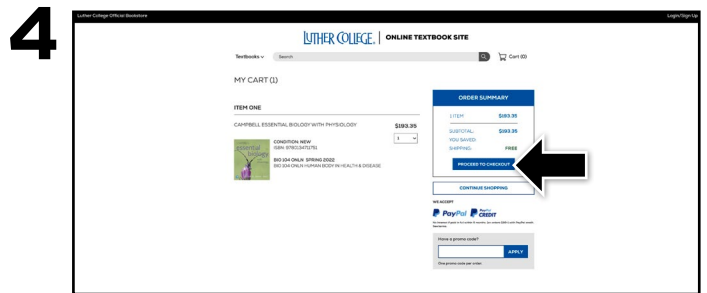 4
Luther College Official Bookstore
Login/Sign Up
LUTHER COLLEGE. ONLINE TEXTBOOK SITE
Textbooks
Search
Cart (0)
MY CART (1)
ITEM ONE
CAMPBELL ESSENTIAL BIOLOGY WITH PHYSIOLOGY $193.35
1
essential biology
CONDITION: NEW
BIO 104 ONLN SPRING 2022
BIO 104 ONLN HUMAN BODY IN HEALTH & DISEASE
ORDER SUMMARY
1 ITEM $193.35
SUBTOTAL: $193.35
YOU SAVED:
SHIPPING: FREE
PROCEED TO CHECKOUT
CONTINUE SHOPPING
WE ACCEPT
PayPal PayPal CREDIT
Have a promo code?
APPLY
One promo code per order.